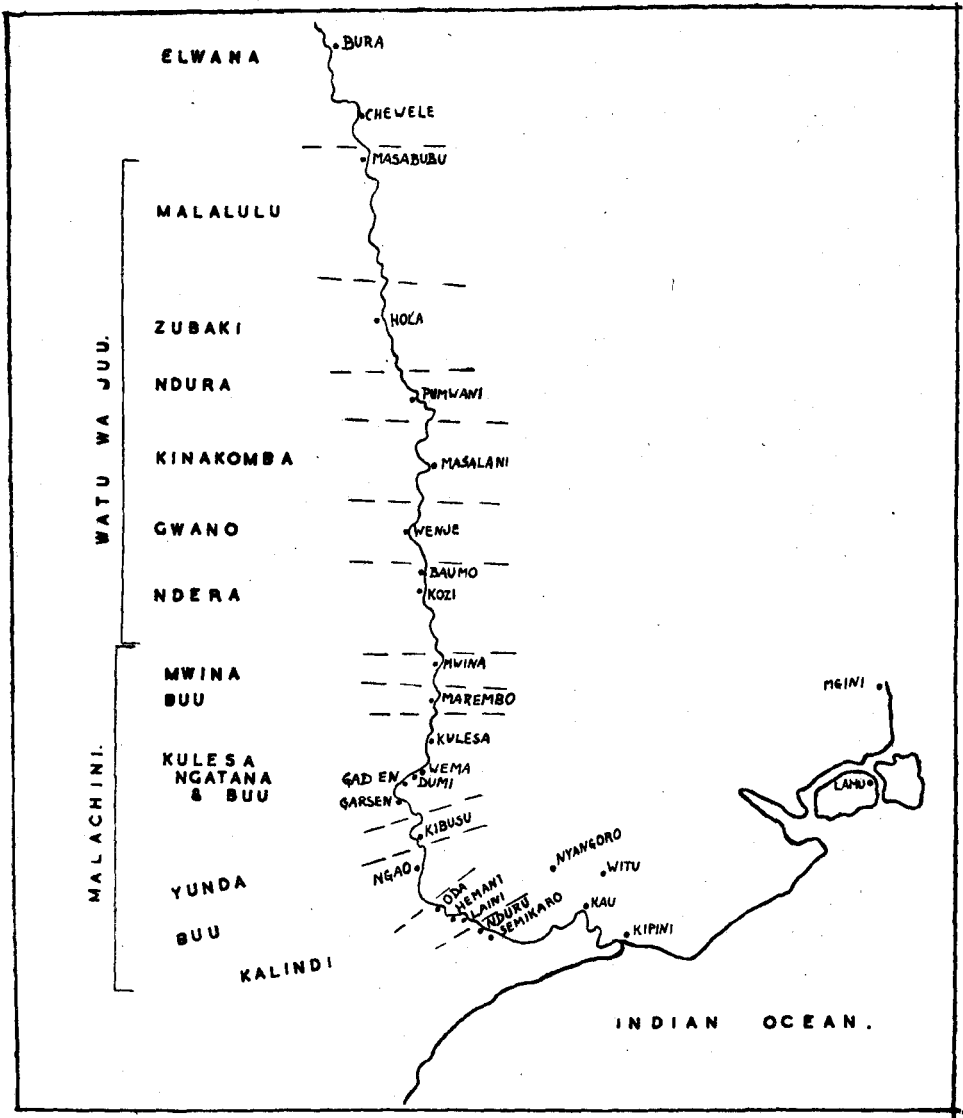 ELWANA
BURA
CHEWELE
MASABUBU
WATU WA JUU.
MALALULU
ZUBAKI
HOLA
NDURA
PUMWANI
KINAKOMBA
MASALANI
GWANO
WENJE
NDERA
BAUMO
KOZI
MALACHINI.
MWINA
MWINA
BUU
MAREMBO
MGINI
KULESA
NGATANA
& BUU
KULESA
WEMA
GADEN
DUMI
GARSEN
LAMU
KIBUSU
YUNDA
NGAO
NYANGORO
WITU
BUU
ODA
HEMANI
LAINI
NDURU
SEMIKARO
KAU
KIPINI
KALINDI
INDIAN OCEAN.